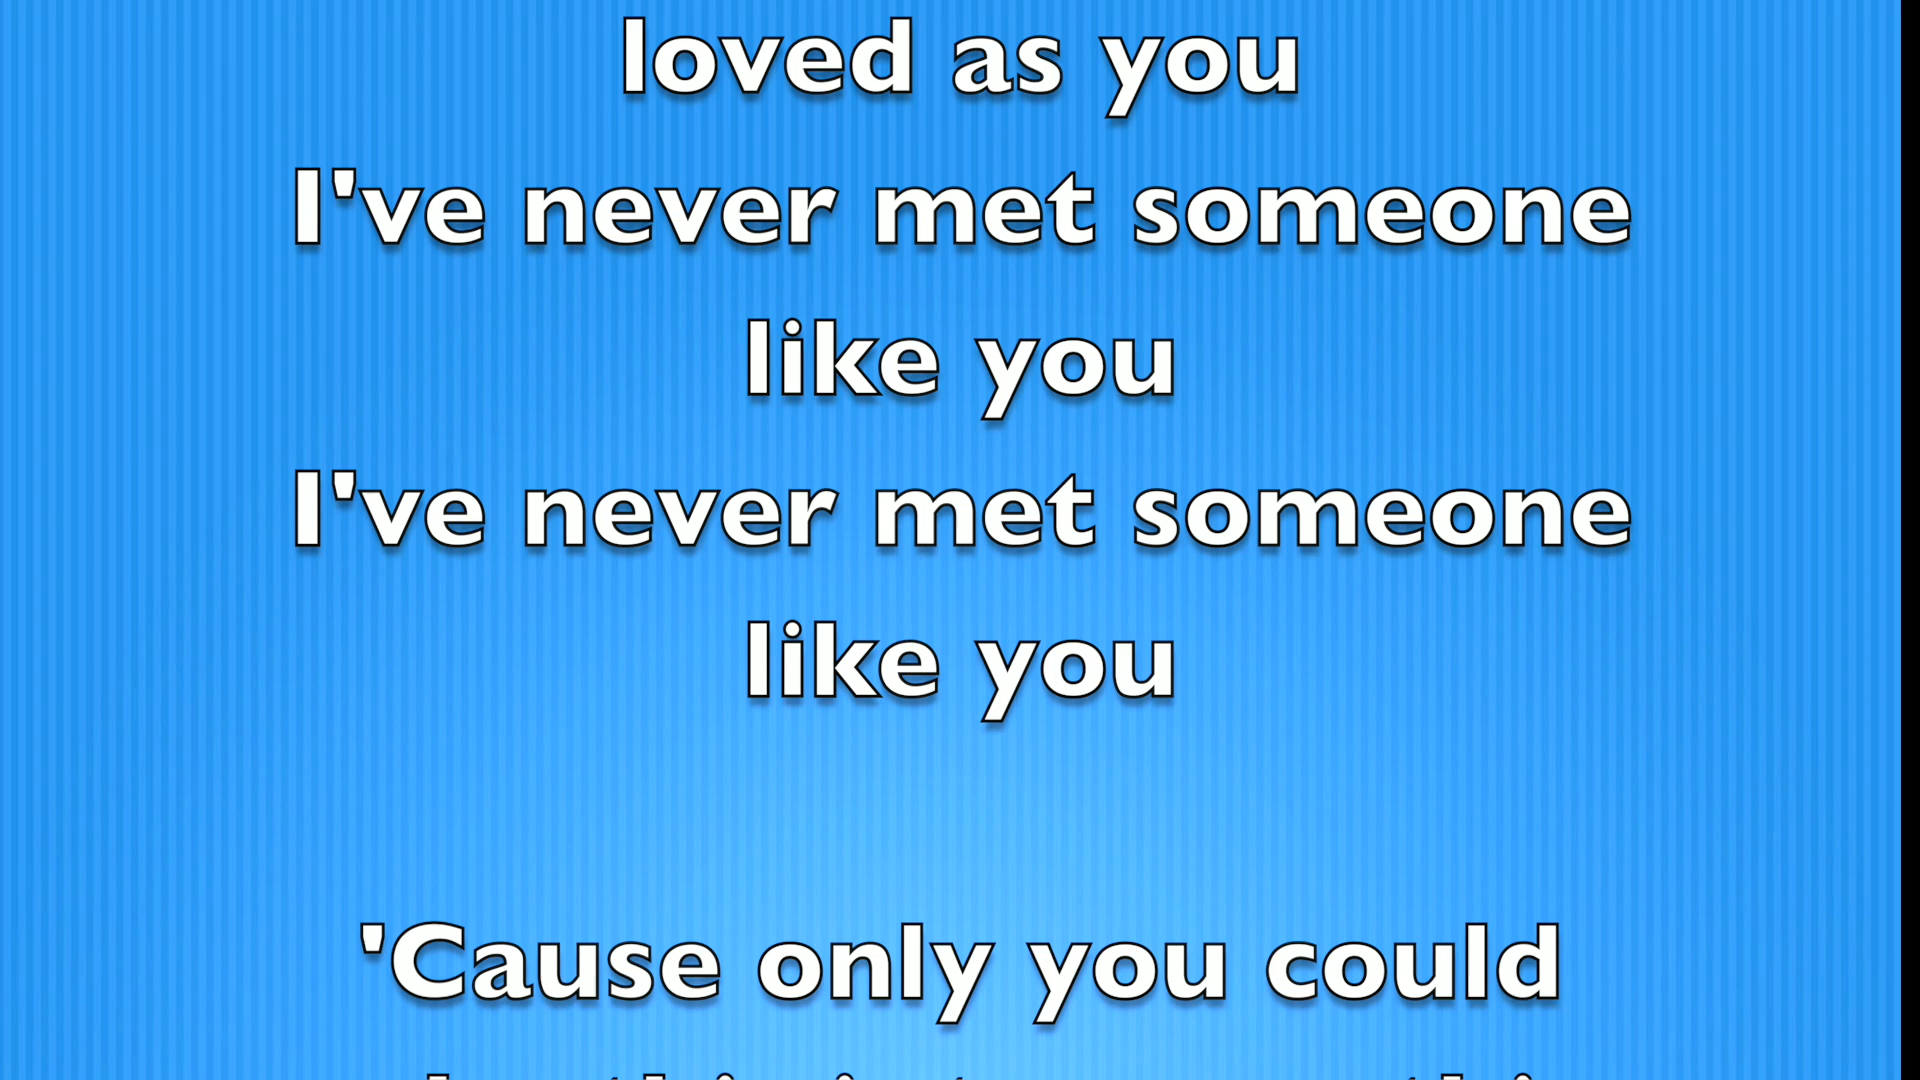 loved as you
I've never met someone
like you
I've never met someone
like you
'Cause only you could